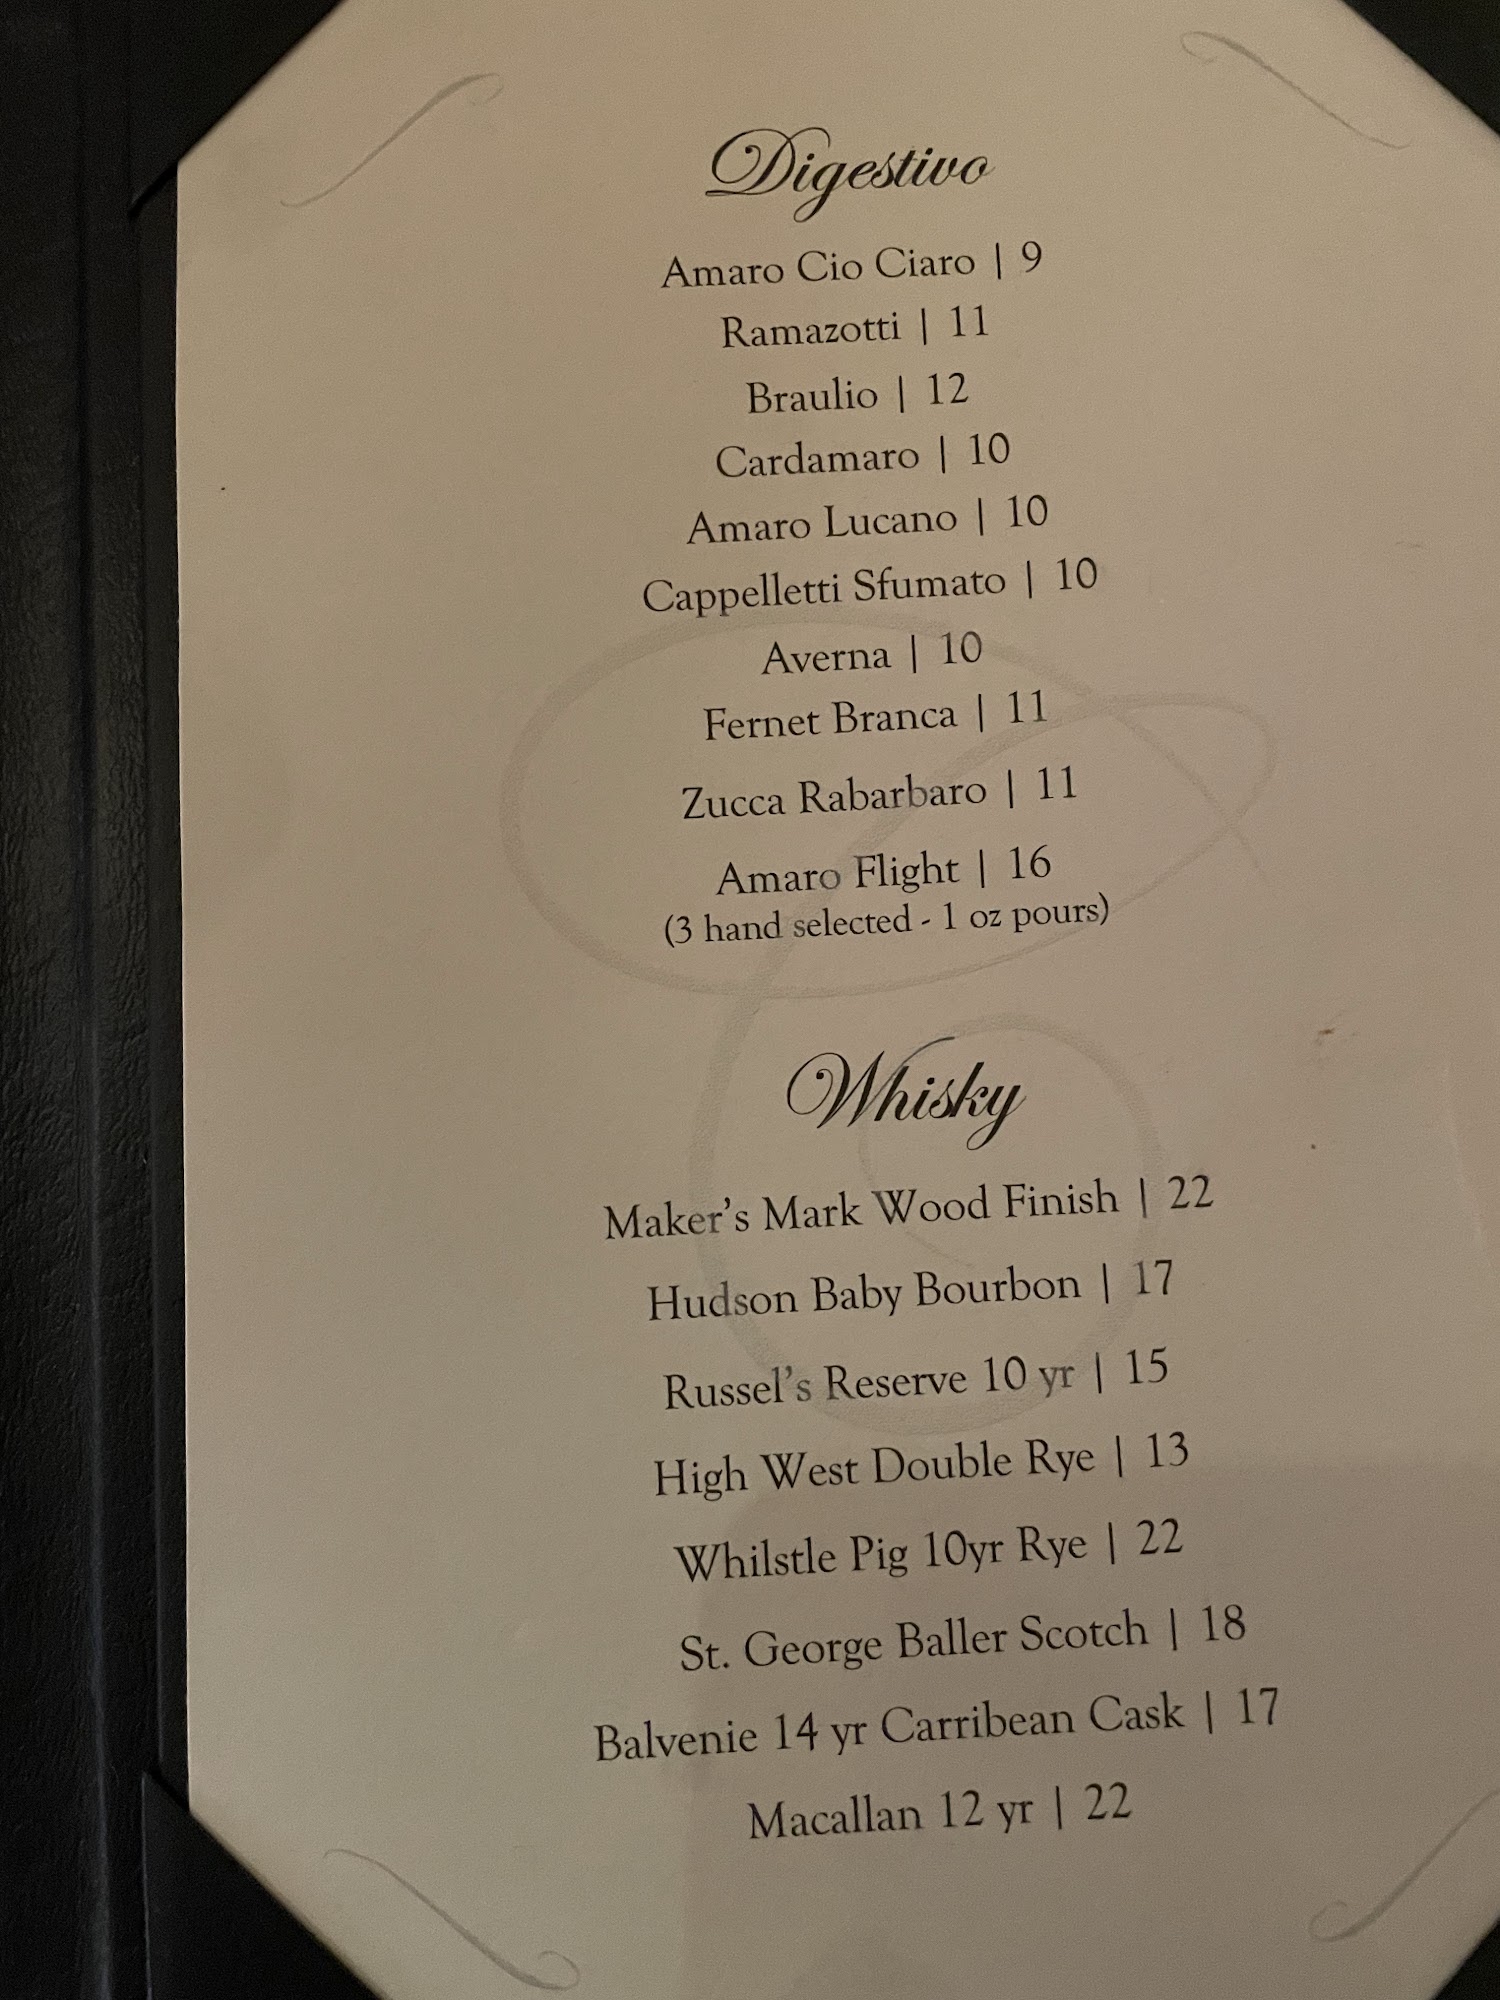 Digestivo
Amaro Cio Ciaro | 9
Ramazotti | 11
Braulio | 12
Cardamaro | 10
Amaro Lucano | 10
Cappelletti Sfumato | 10
Averna | 10
Fernet Branca | 11
Zucca Rabarbaro | 11
Amaro Flight | 16
(3 hand selected - 1 oz pours)
Whisky
Maker's Mark Wood Finish | 22
Hudson Baby Bourbon | 17
Russel's Reserve 10 yr | 15
High West Double Rye | 13
Whilstle Pig 10yr Rye | 22
St. George Baller Scotch | 18
Balvenie 14 yr Carribean Cask | 17
Macallan 12 yr | 22